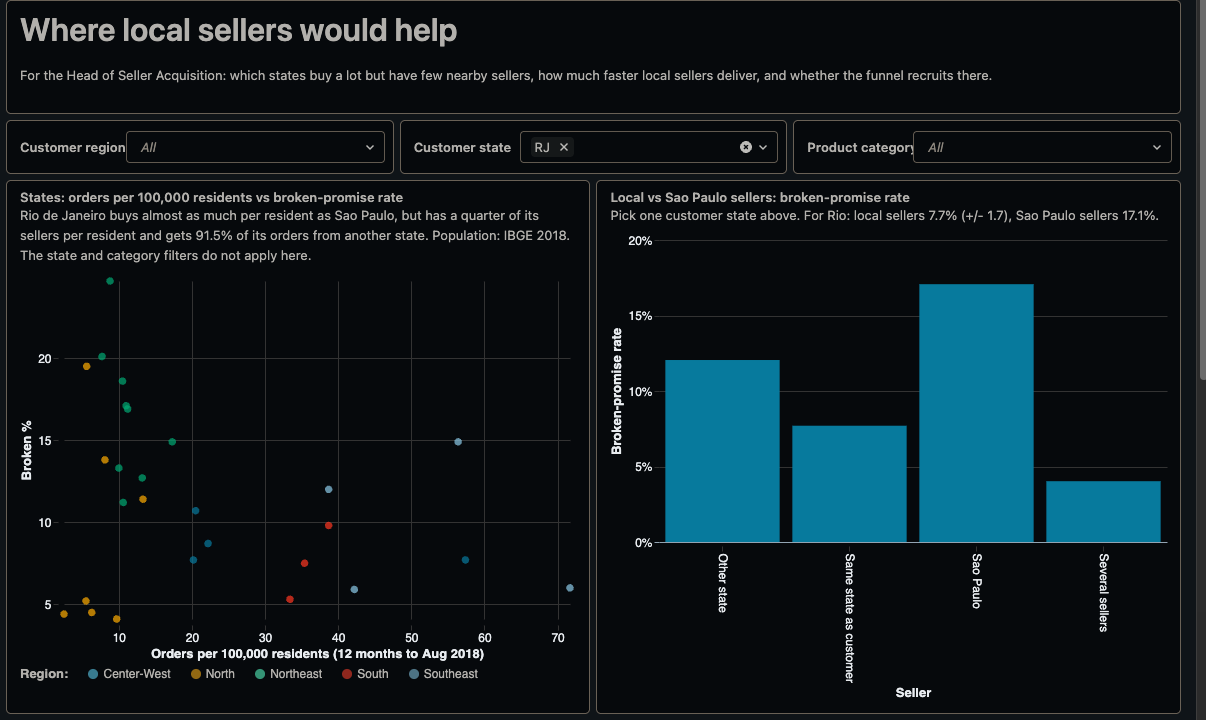 Where local sellers would help
For the Head of Seller Acquisition: which states buy a lot but have few nearby sellers, how much faster local sellers deliver, and whether the funnel recruits there.
Customer region
All
Customer state
RJ
Product category
All
States: orders per 100,000 residents vs broken-promise rate
Rio de Janeiro buys almost as much per resident as Sao Paulo, but has a quarter of its
sellers per resident and gets 91.5% of its orders from another state. Population: IBGE 2018.
The state and category filters do not apply here.
20
15
10
5
Broken %
10 20 30 40 50 60 70
Orders per 100,000 residents (12 months to Aug 2018)
Region: Center-West North Northeast South Southeast
Local vs Sao Paulo sellers: broken-promise rate
Pick one customer state above. For Rio: local sellers 7.7% (+/- 1.7), Sao Paulo sellers 17.1%.
20%
15%
10%
5%
0%
Broken-promise rate
Other state
Same state as customer
Sao Paulo
Several sellers
Seller